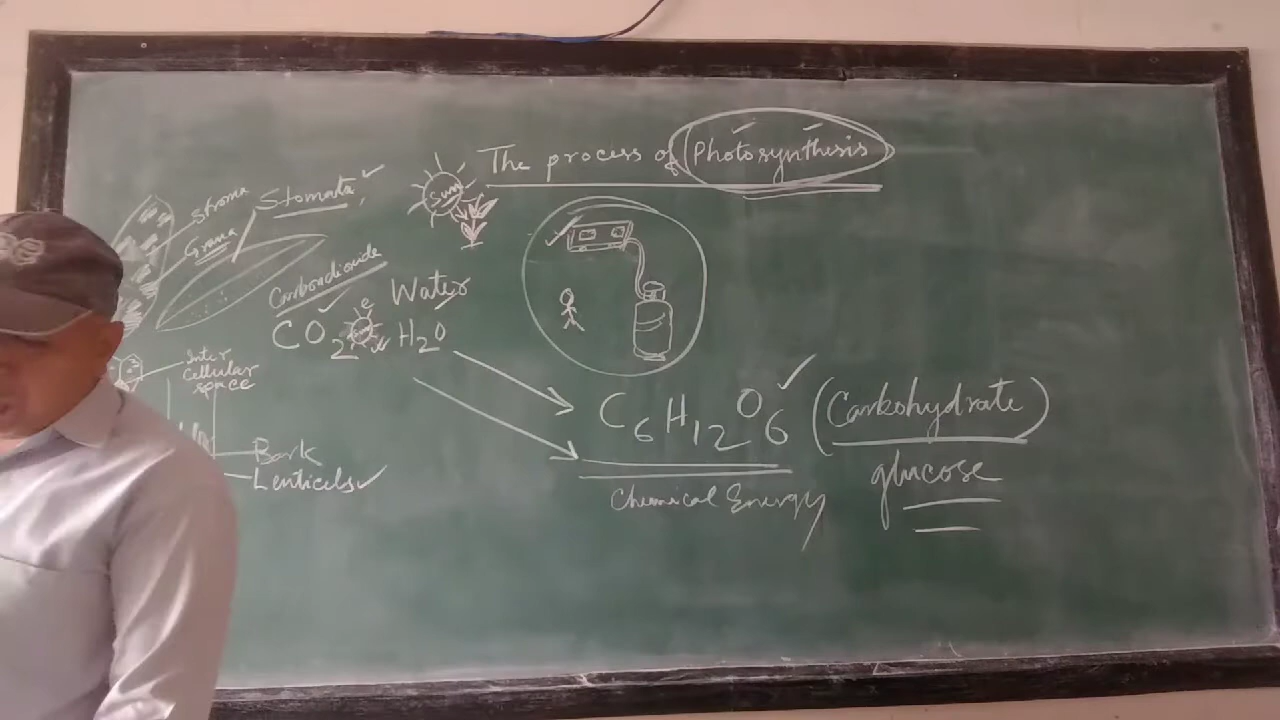 The process of Photosynthesis
Sun
Stroma
Stomata
Grana
Carbondioxide
Water
CO2 H2O
Inter
Cellular
space
Bark
Lenticels
C6H12O6 (Carbohydrate)
glucose
Chemical Energy